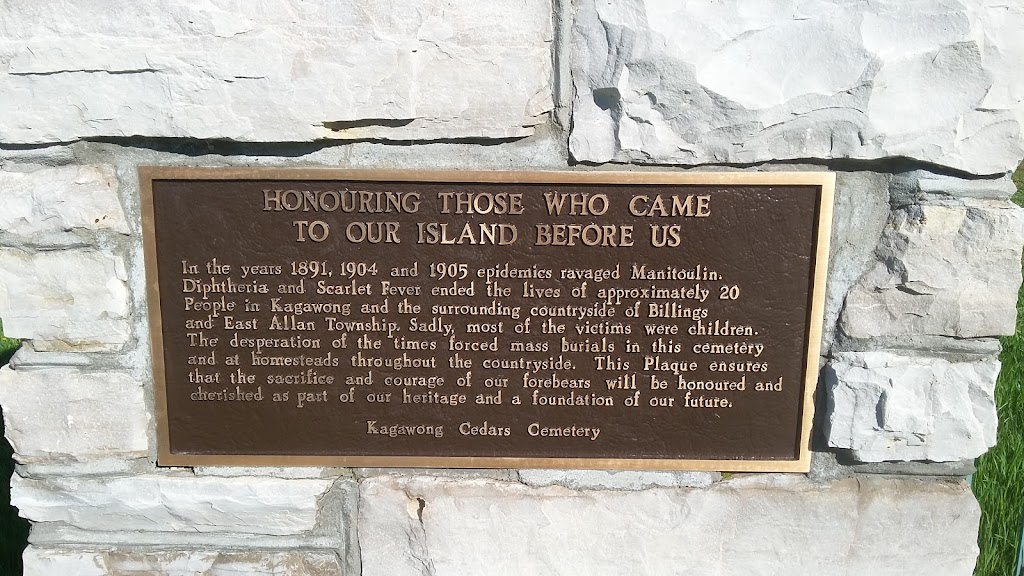 HONOURING THOSE WHO CAME
TO OUR ISLAND BEFORE US
In the years 1891, 1904 and 1905 epidemics ravaged Manitoulin.
Diphtheria and Scarlet Fever ended the lives of approximately 20
People in Kagawong and the surrounding countryside of Billings
and East Allan Township. Sadly, most of the victims were children.
The desperation of the times forced mass burials in this cemetery
and at homesteads throughout the countryside. This Plaque ensures
that the sacrifice and courage of our forebears will be honoured and
cherished as part of our heritage and a foundation of our future.
Kagawong Cedars Cemetery